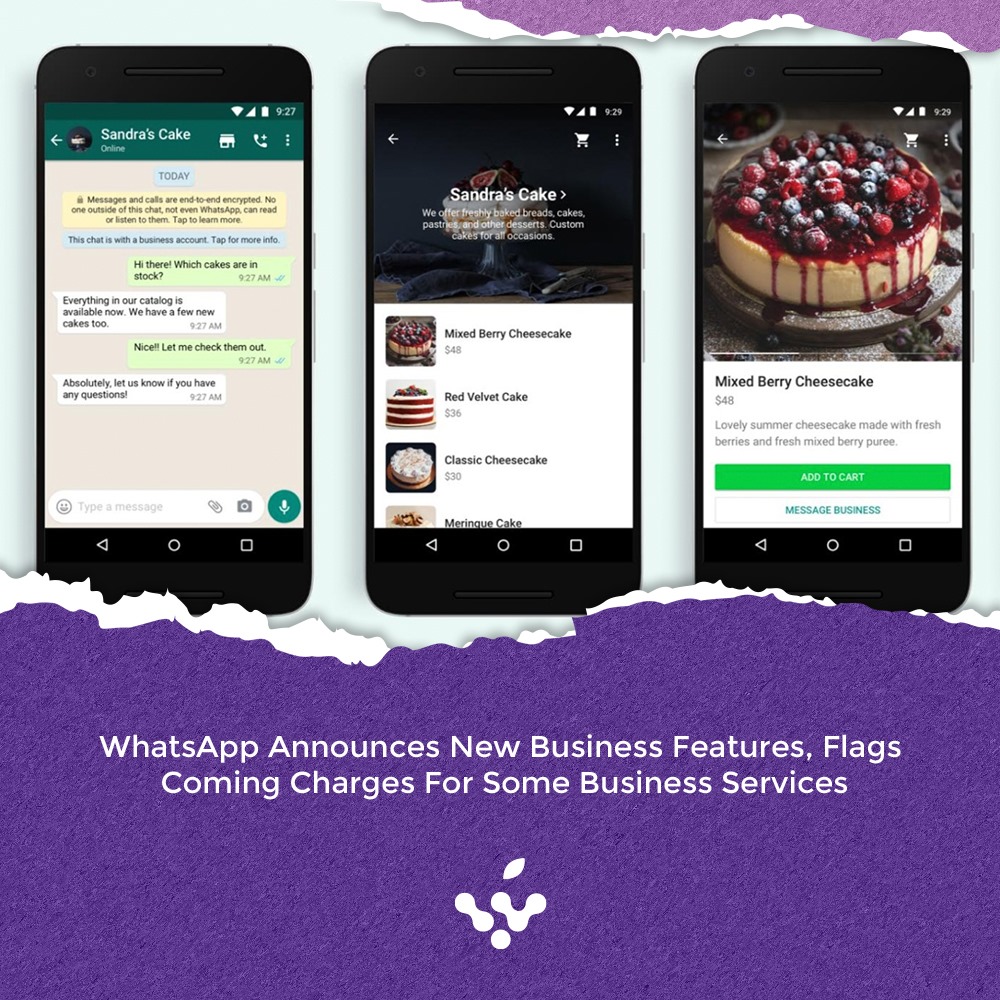 9:27
Sandra's Cake
Online
TODAY
Messages and calls are end-to-end encrypted. No
one outside of this chat, not even WhatsApp, can read
or listen to them. Tap to learn more.
This chat is with a business account. Tap for more info.
Hi there! Which cakes are in
stock?
9:27 AM
Everything in our catalog is
available now. We have a few new
cakes too.
9:27 AM
Nice!! Let me check them out.
9:27 AM
Absolutely, let us know if you have
any questions!
9:27 AM
Type a message
9:29
Sandra's Cake >
We offer freshly baked breads, cakes,
pastries, and other desserts. Custom
cakes for all occasions.
Mixed Berry Cheesecake
$48
Red Velvet Cake
$36
Classic Cheesecake
$30
Meringue Cake
9:29
Mixed Berry Cheesecake
$48
Lovely summer cheesecake made with fresh
berries and fresh mixed berry puree.
ADD TO CART
MESSAGE BUSINESS
WhatsApp Announces New Business Features, Flags
Coming Charges For Some Business Services